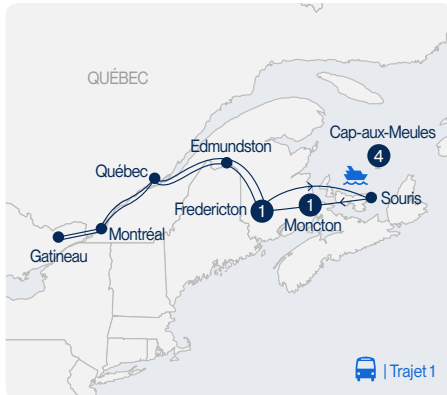 QUÉBEC
Edmundston
Cap-aux-Meules
4
Québec
Fredericton
1
1
Moncton
Souris
Montréal
Gatineau
| Trajet 1